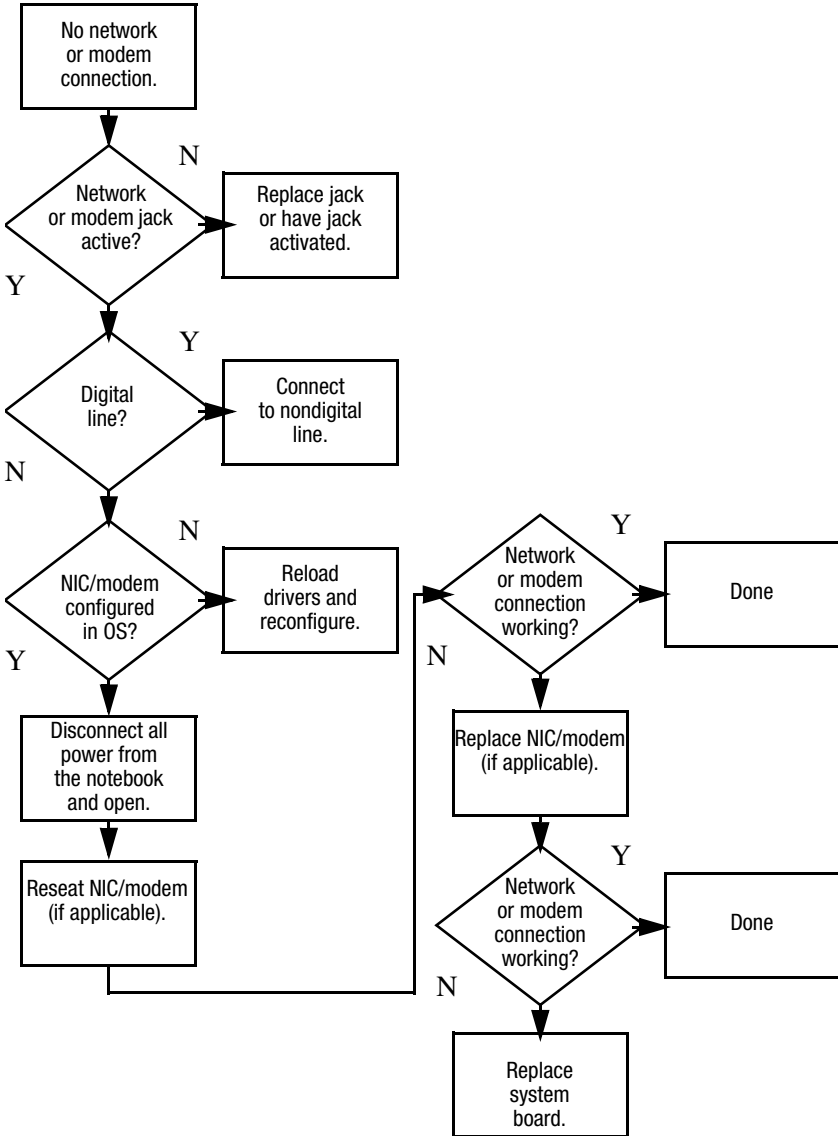 No network
or modem
connection.
N
Network
or modem jack
active?
Replace jack
or have jack
activated.
Y
Y
Digital
line?
Connect
to nondigital
line.
N
N
NIC/modem
configured
in OS?
Reload
drivers and
reconfigure.
Y
Disconnect all
power from
the notebook
and open.
Reseat NIC/modem
(if applicable).
Y
Network
or modem
connection
working?
Done
N
Replace NIC/modem
(if applicable).
Y
Network
or modem
connection
working?
Done
N
Replace
system
board.